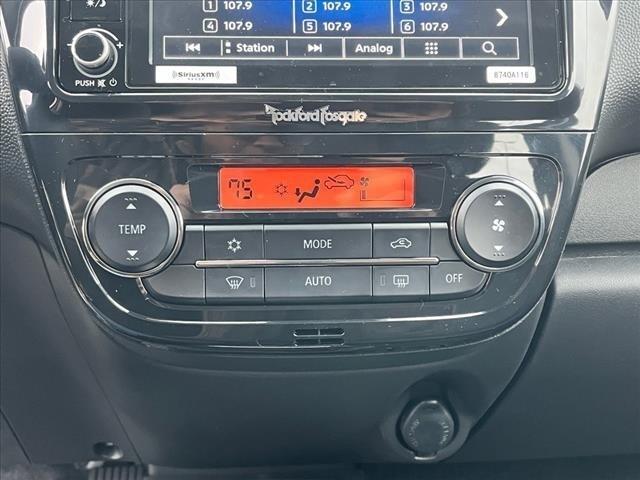 1 107.9 2 107.9 3 107.9
4 107.9 5 107.9 6 107.9
Station Analog
PUSH
SiriusXM
8740A116
Rockford Fosgate
75
TEMP
MODE
AUTO
OFF